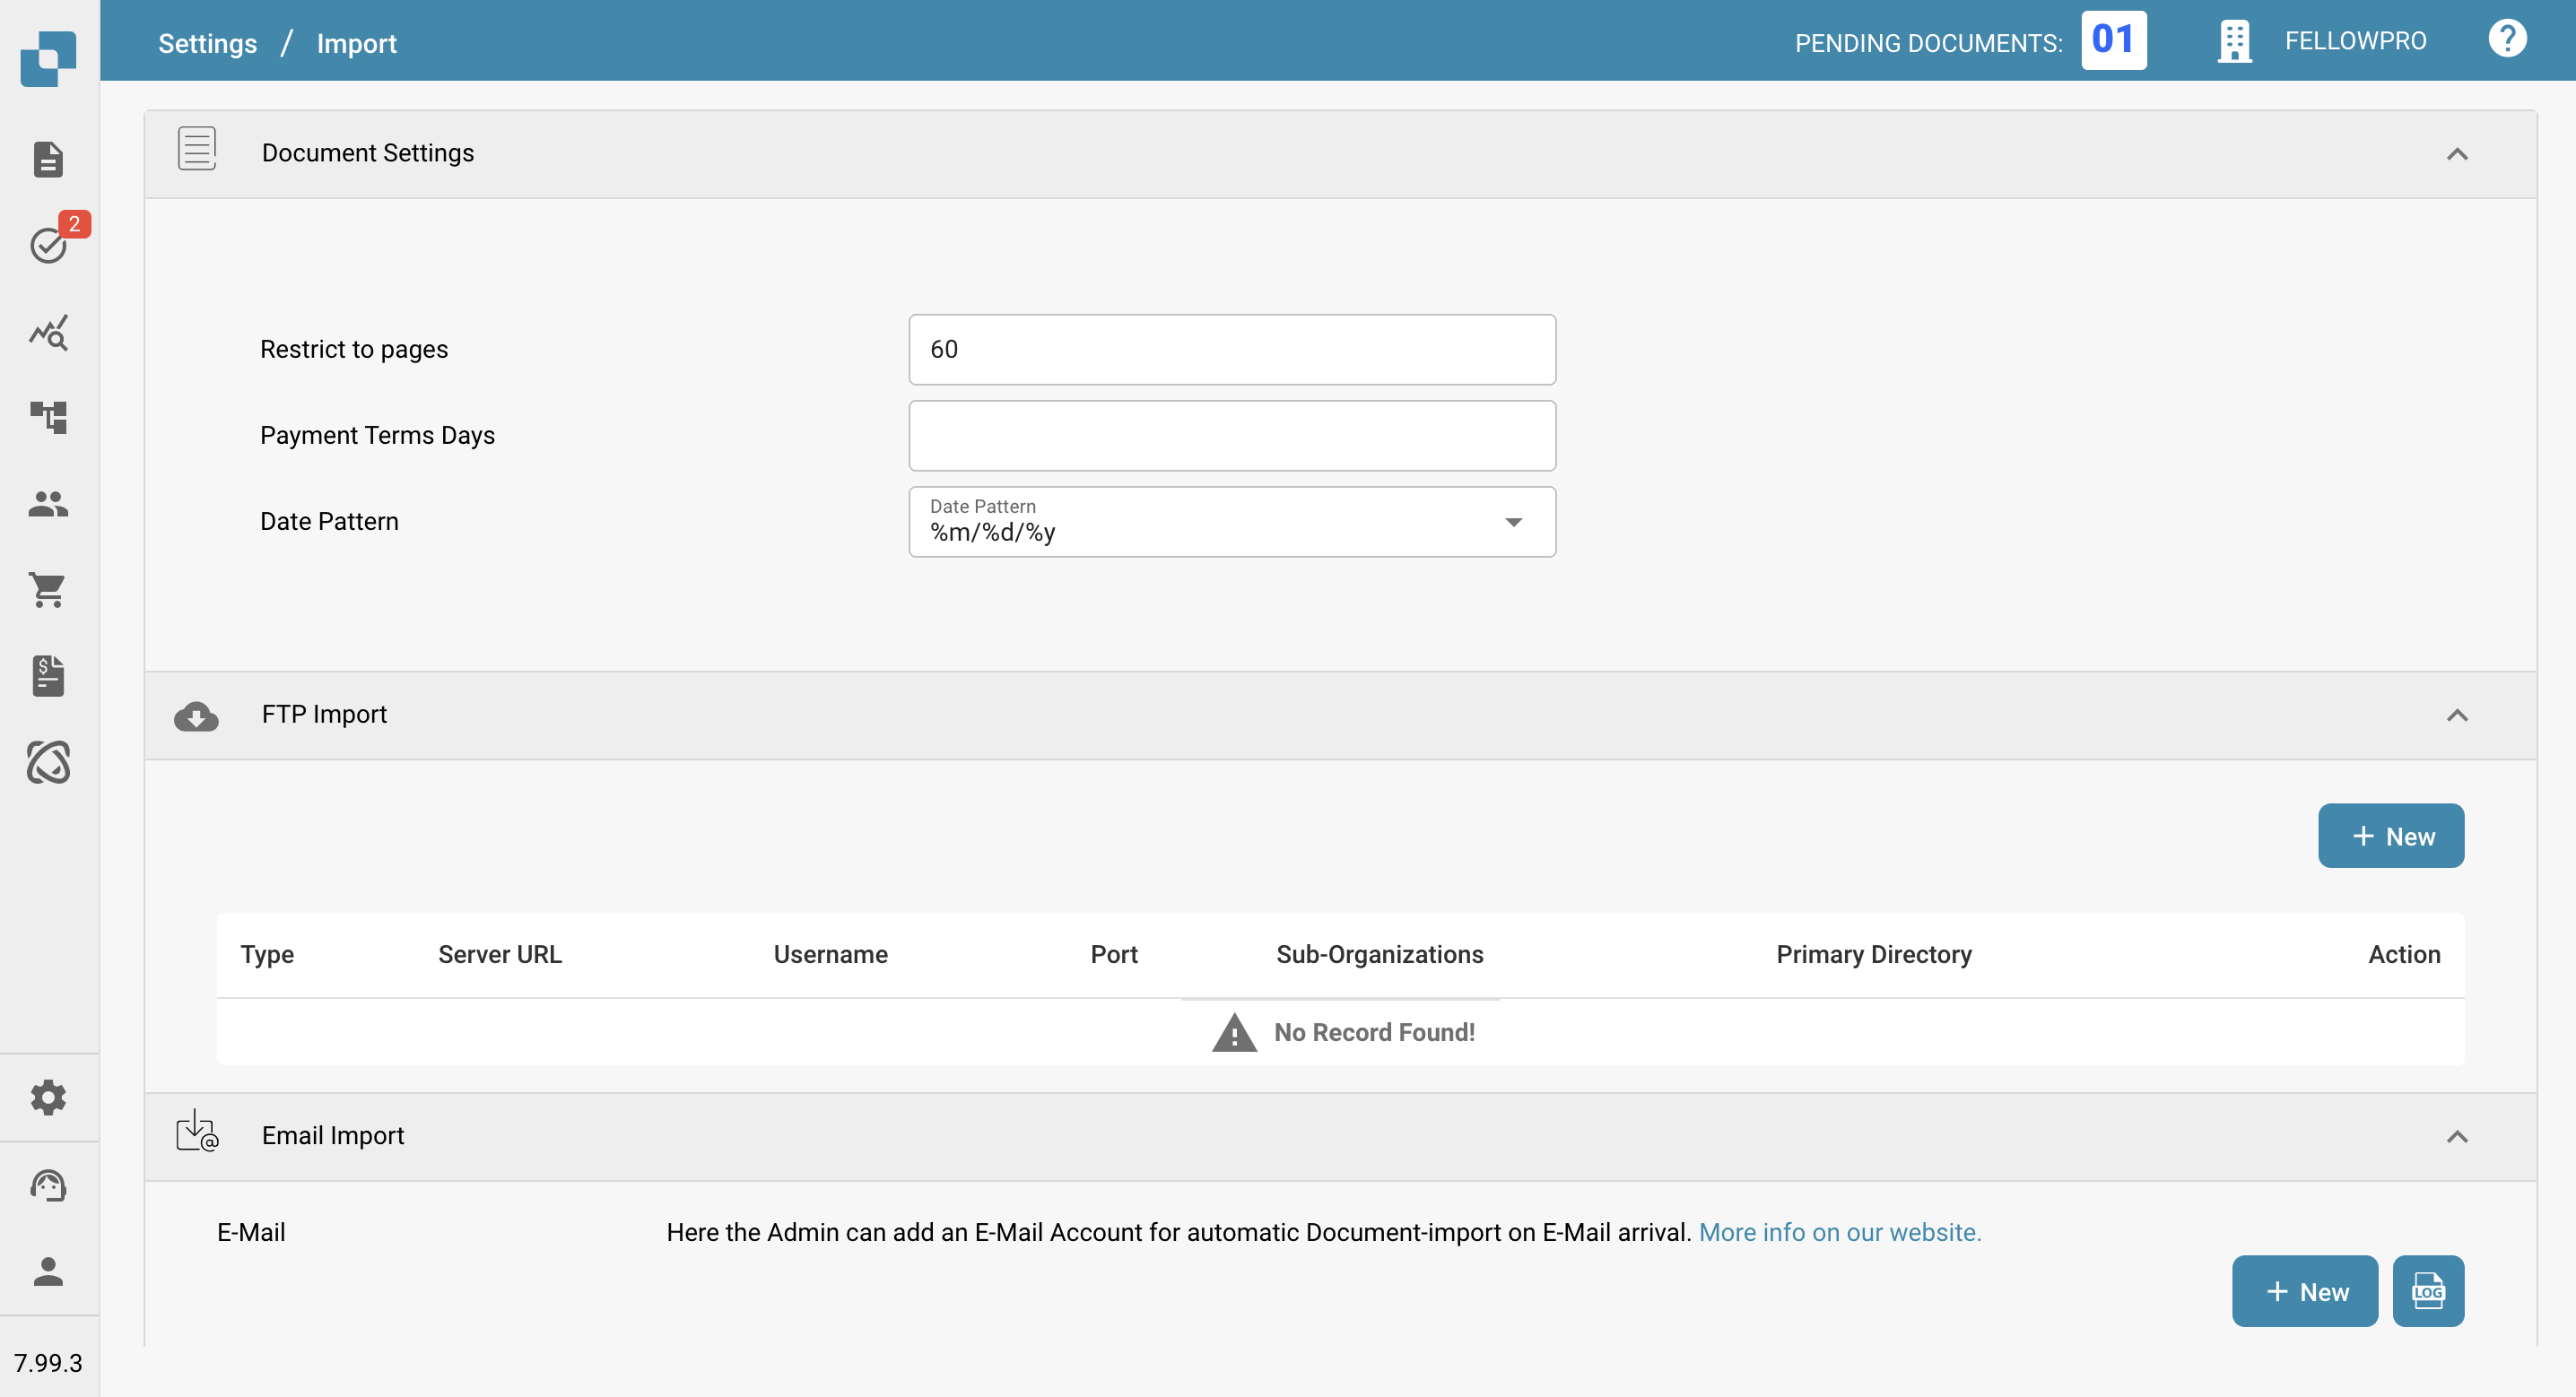 Settings / Import
PENDING DOCUMENTS: 01
FELLOWPRO
?
2
Document Settings
Restrict to pages
60
Payment Terms Days
Date Pattern
Date Pattern
%m/%d/%y
FTP Import
+ New
Type Server URL Username Port Sub-Organizations Primary Directory Action
No Record Found!
Email Import
E-Mail
Here the Admin can add an E-Mail Account for automatic Document-import on E-Mail arrival. More info on our website.
+ New
LOG
7.99.3